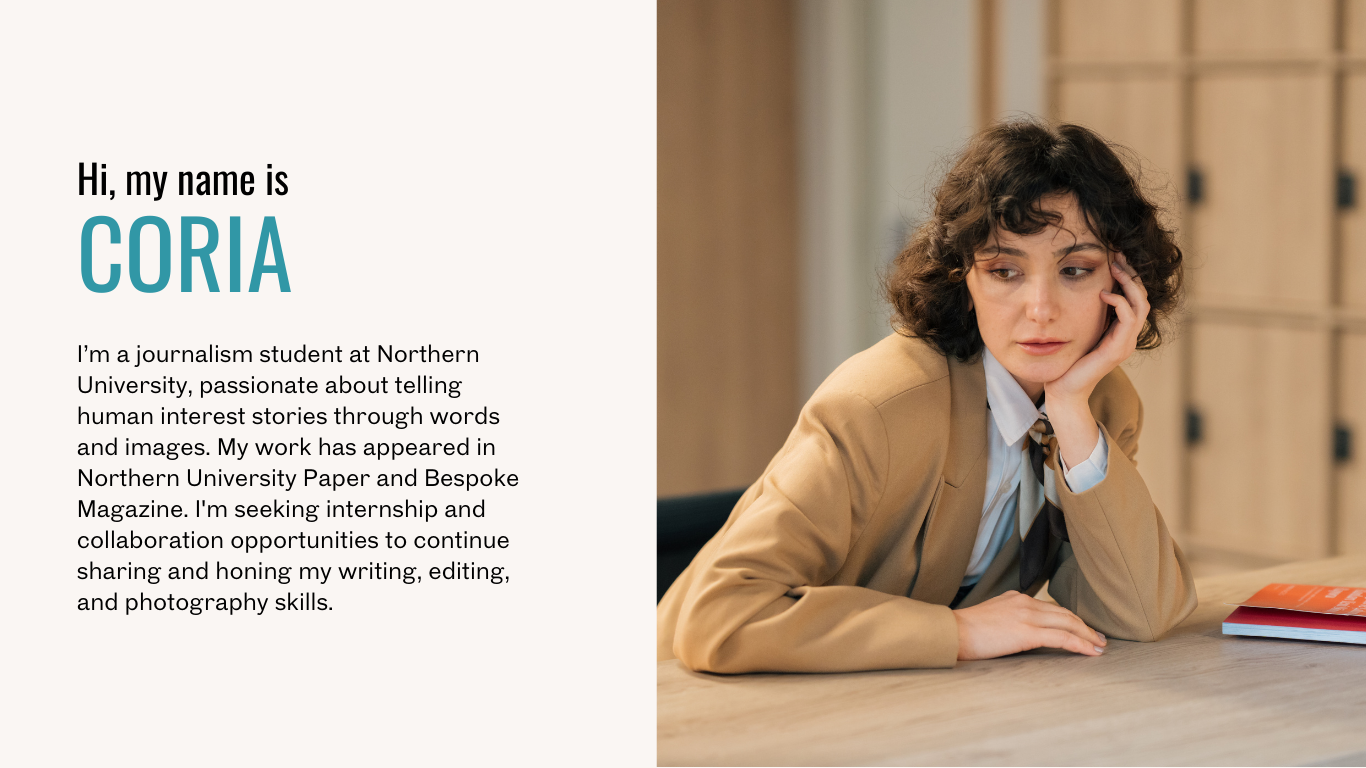 Hi, my name is
CORIA
I’m a journalism student at Northern
University, passionate about telling
human interest stories through words
and images. My work has appeared in
Northern University Paper and Bespoke
Magazine. I'm seeking internship and
collaboration opportunities to continue
sharing and honing my writing, editing,
and photography skills.